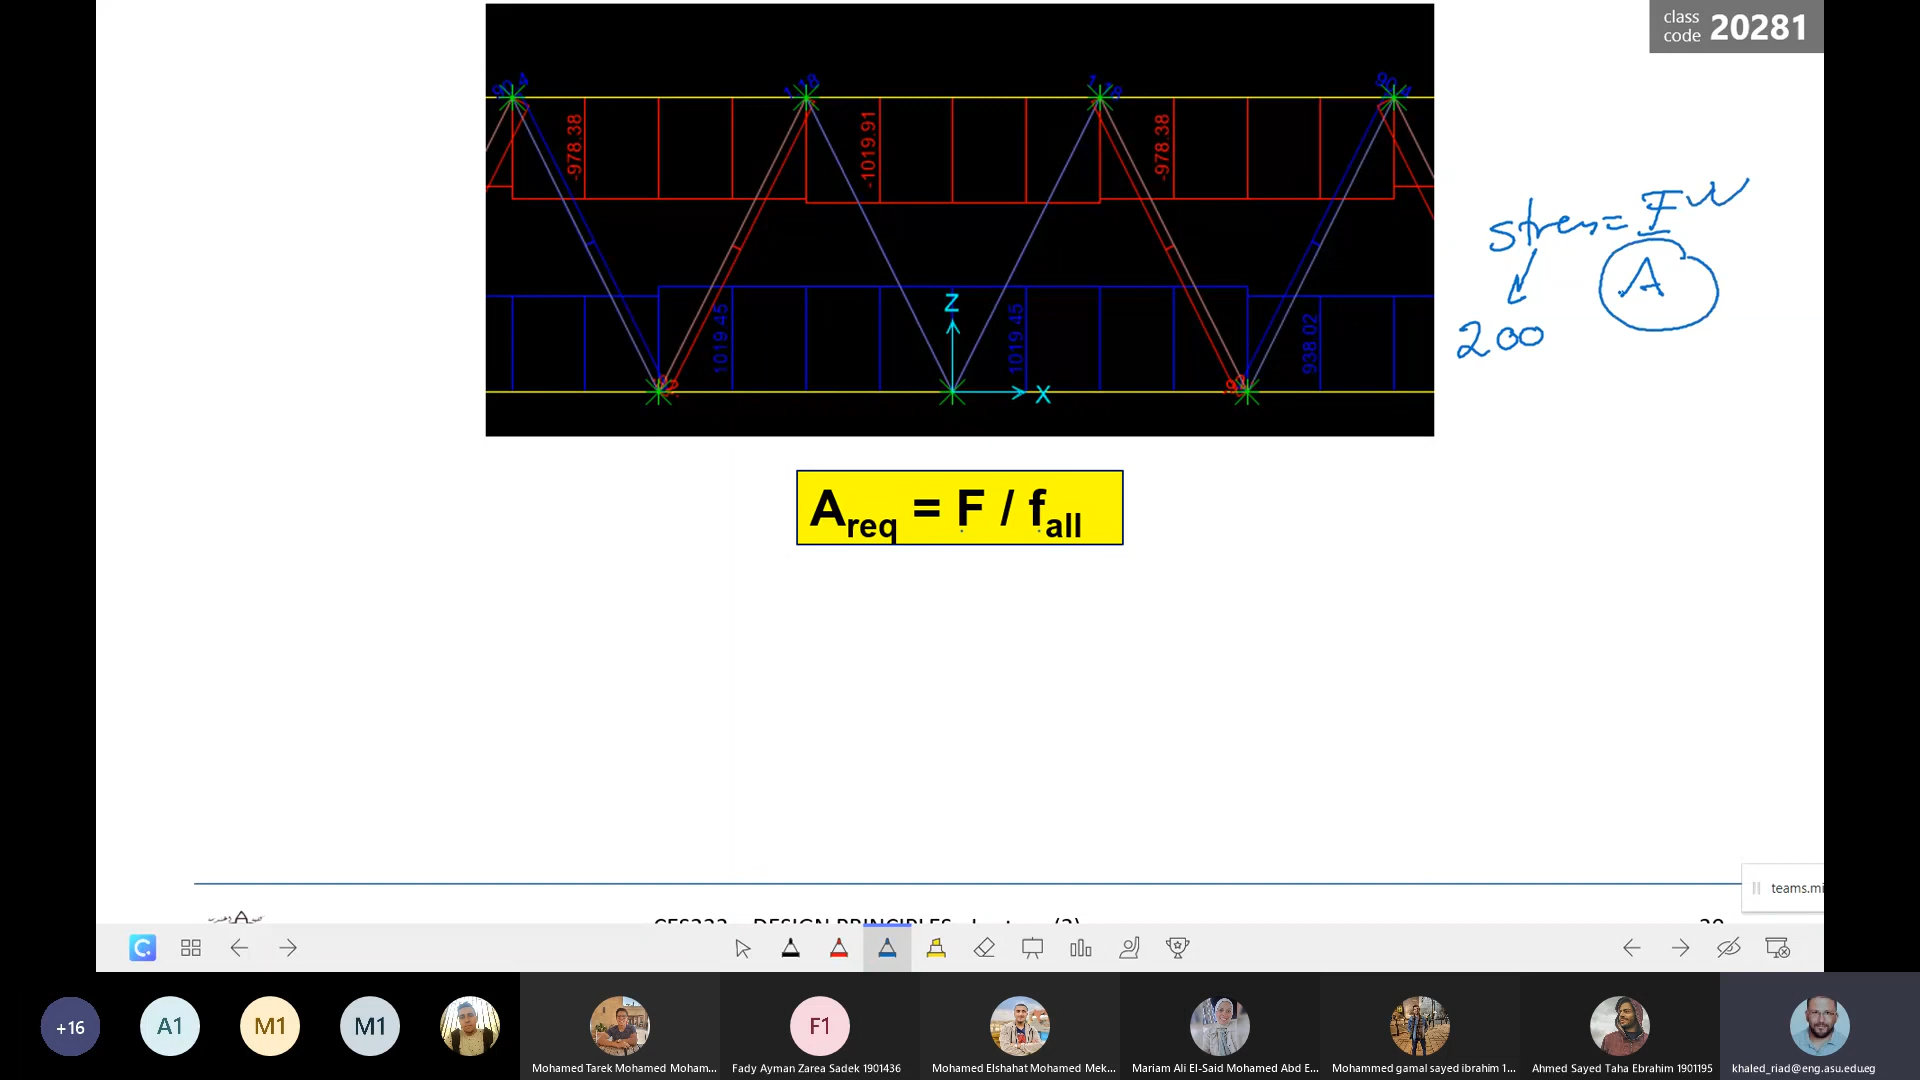 class code 20281
-978.38
-1019.91
-978.38
1019 45
1019 45
938 02
Z
X
stress = F
A
200
Areq = F / fall
teams.mi
+16
A1
M1
M1
F1
Mohamed Tarek Mohamed Moham...
Fady Ayman Zarea Sadek 1901436
Mohamed Elshahat Mohamed Mek...
Mariam Ali El-Said Mohamed Abd E...
Mohammed gamal sayed ibrahim 1...
Ahmed Sayed Taha Ebrahim 1901195
khaled_riad@eng.asu.edu.eg